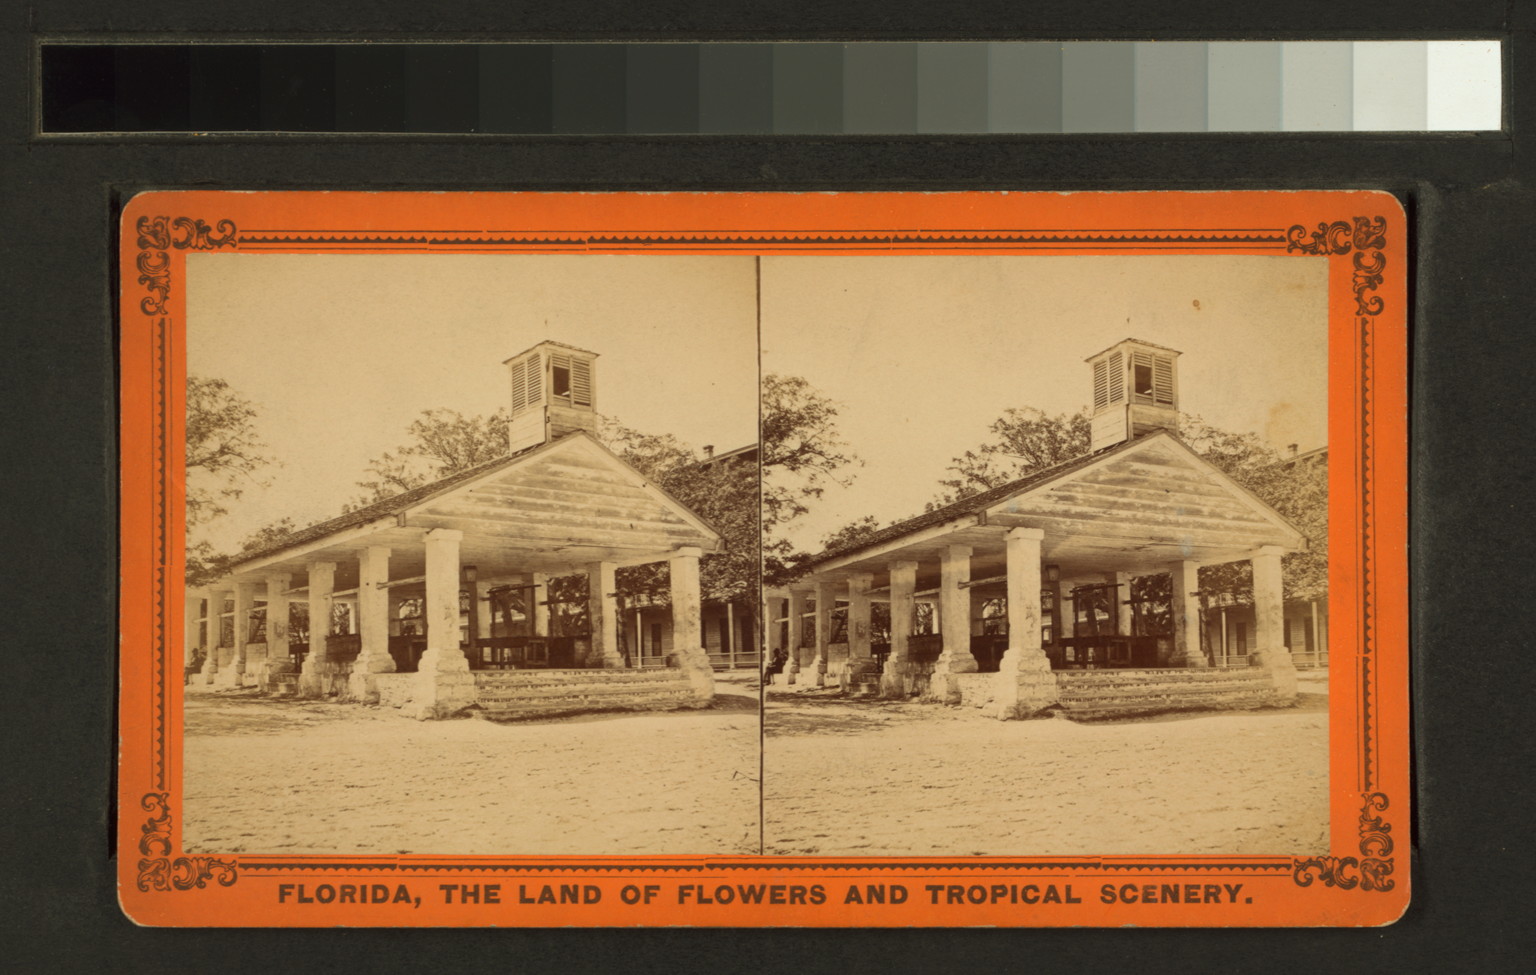 FLORIDA, THE LAND OF FLOWERS AND TROPICAL SCENERY.